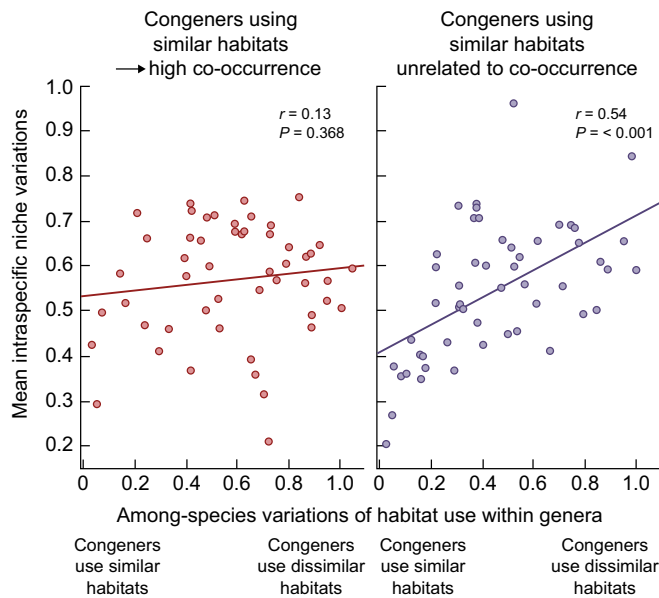 Congeners using
similar habitats
→ high co-occurrence
Congeners using
similar habitats
unrelated to co-occurrence
Mean intraspecific niche variations
1.0
0.9
0.8
0.7
0.6
0.5
0.4
0.3
0.2
r = 0.13
P = 0.368
r = 0.54
P = < 0.001
0 0.2 0.4 0.6 0.8 1.0
0 0.2 0.4 0.6 0.8 1.0
Among-species variations of habitat use within genera
Congeners
use similar
habitats
Congeners
use dissimilar
habitats
Congeners
use similar
habitats
Congeners
use dissimilar
habitats